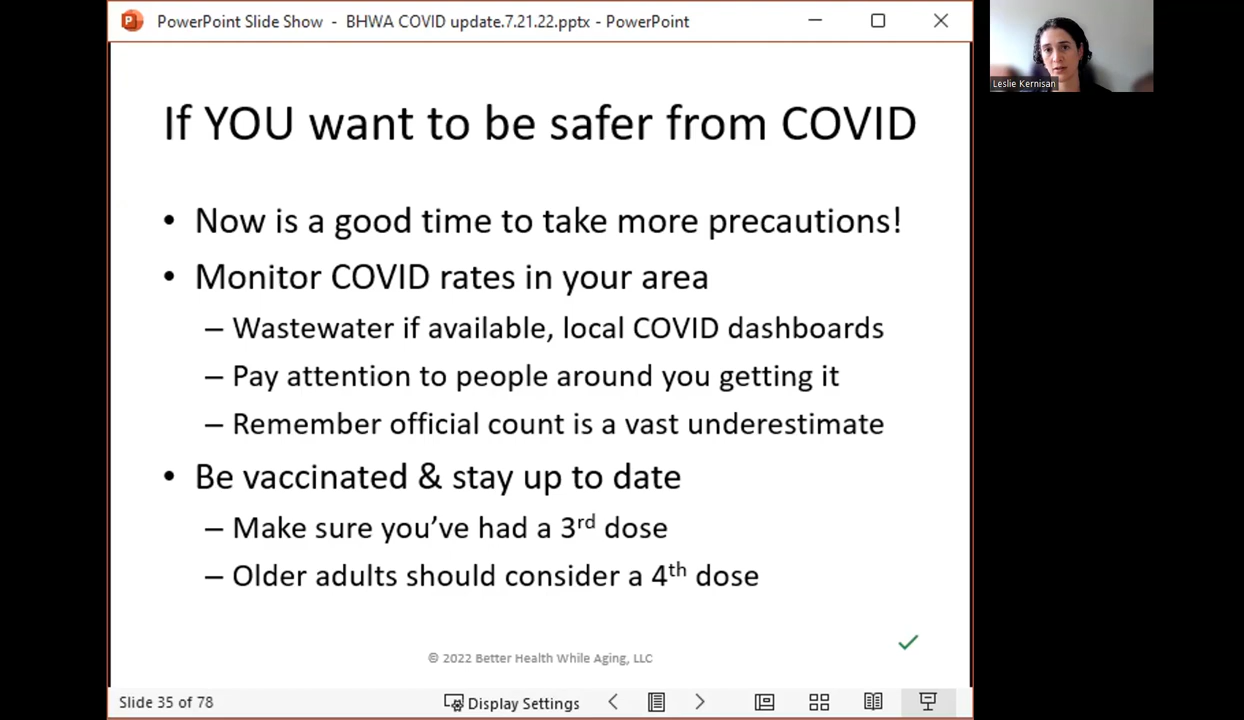 PowerPoint Slide Show - BHWA COVID update.7.21.22.pptx - PowerPoint
Leslie Kernisan
If YOU want to be safer from COVID
• Now is a good time to take more precautions!
• Monitor COVID rates in your area
– Wastewater if available, local COVID dashboards
– Pay attention to people around you getting it
– Remember official count is a vast underestimate
• Be vaccinated & stay up to date
– Make sure you’ve had a 3rd dose
– Older adults should consider a 4th dose
© 2022 Better Health While Aging, LLC
Slide 35 of 78
Display Settings